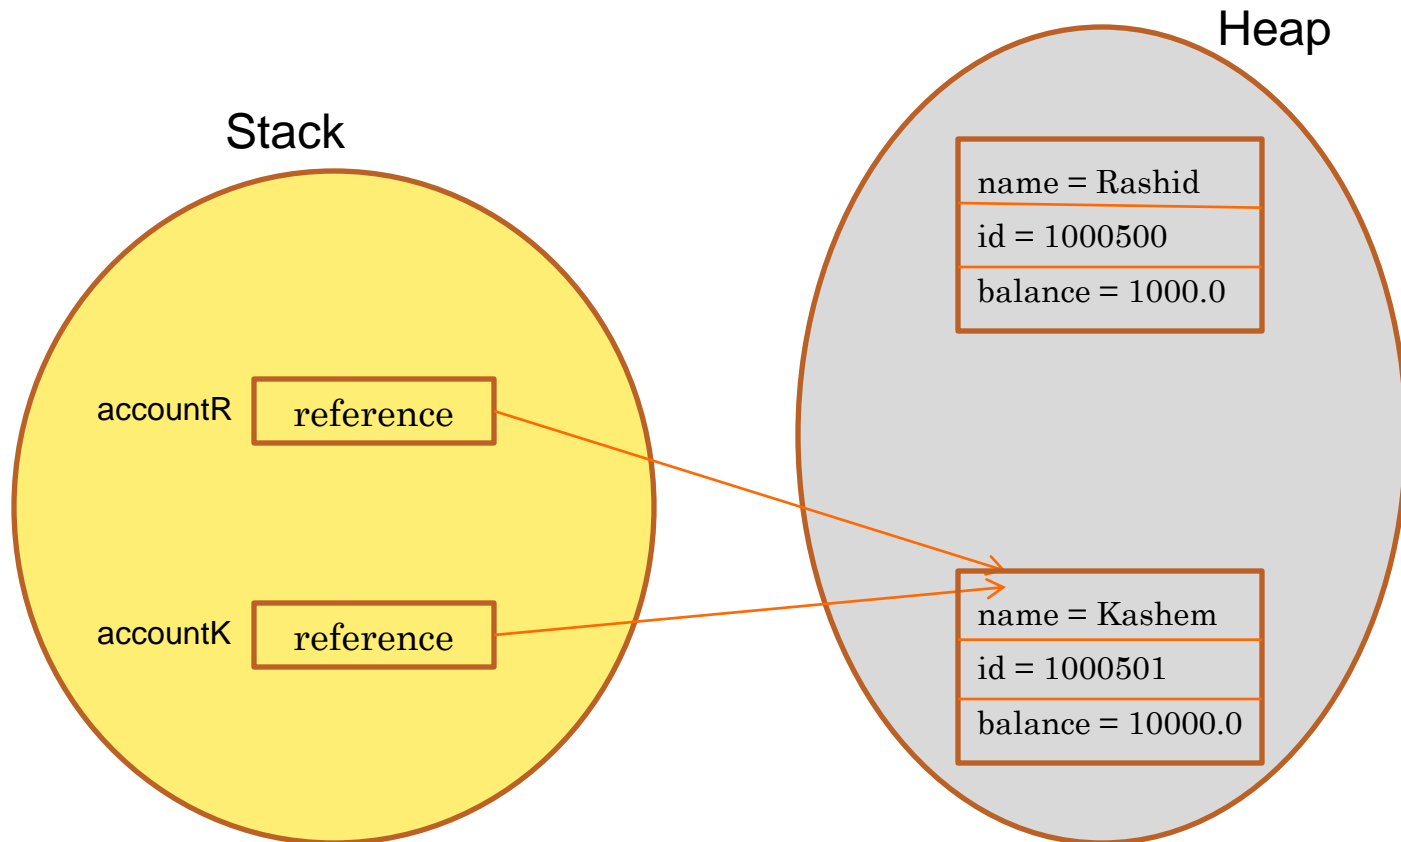 Heap
Stack
name = Rashid
id = 1000500
balance = 1000.0
accountR
reference
accountK
reference
name = Kashem
id = 1000501
balance = 10000.0